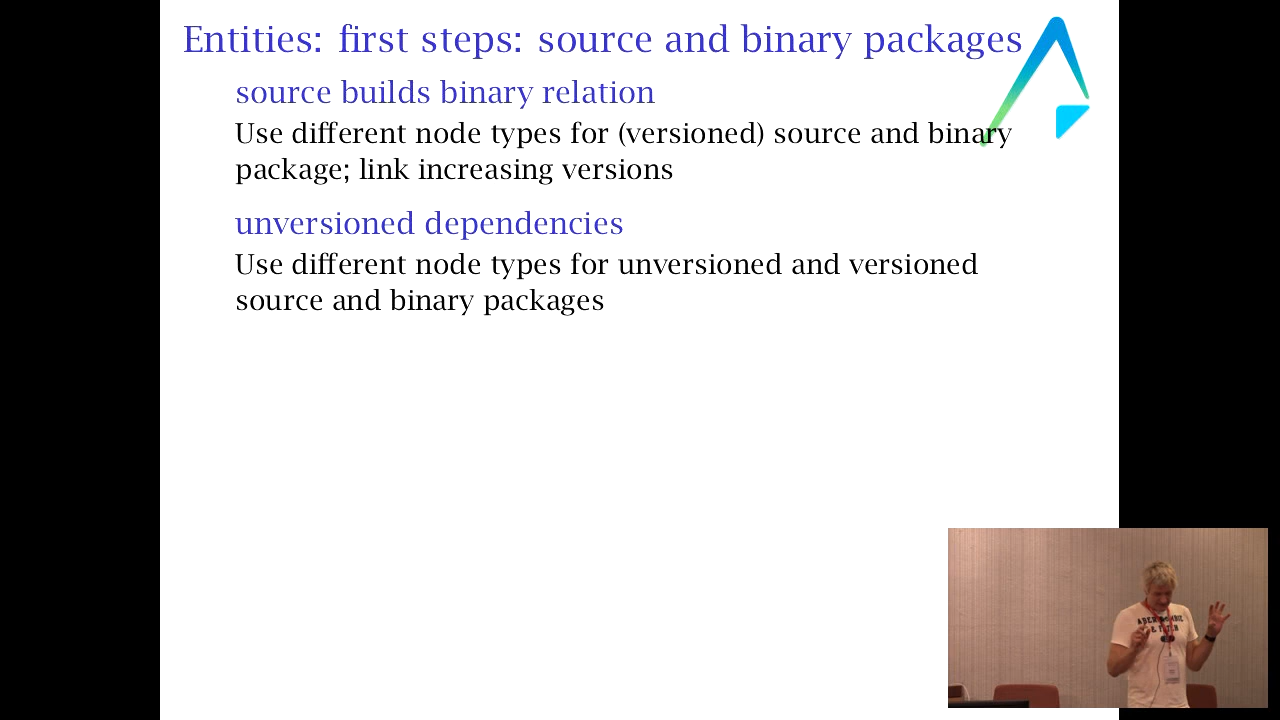 Entities: first steps: source and binary packages
source builds binary relation
Use different node types for (versioned) source and binary
package; link increasing versions
unversioned dependencies
Use different node types for unversioned and versioned
source and binary packages